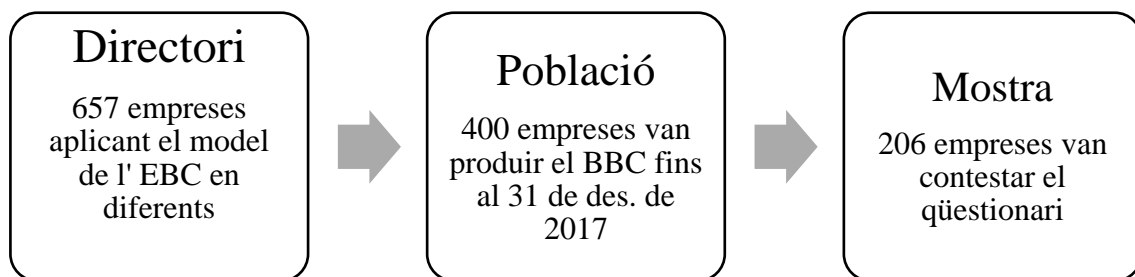 Directori
657 empreses
aplicant el model
de l' EBC en
diferents
Població
400 empreses van
produir el BBC fins
al 31 de des. de
2017
Mostra
206 empreses van
contestar el
qüestionari